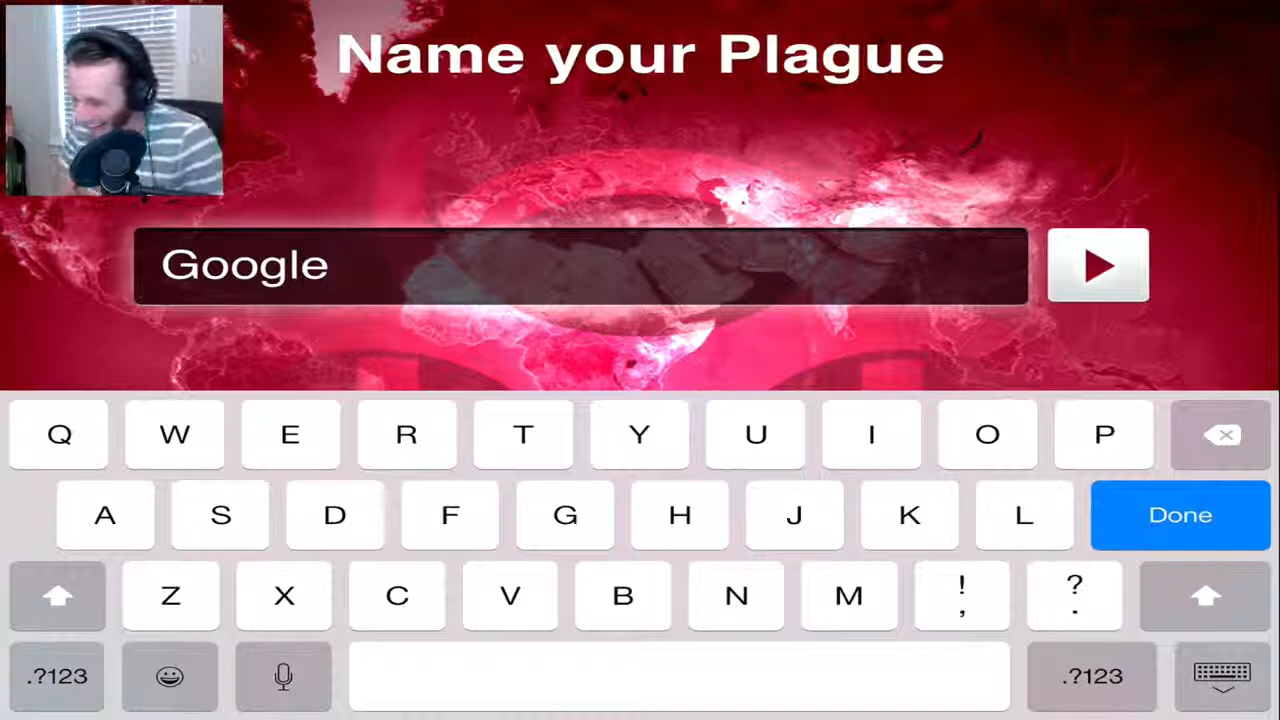 Name your Plague
Google
Q W E R T Y U I O P
A S D F G H J K L Done
Z X C V B N M ! , ? .
.?123 .?123